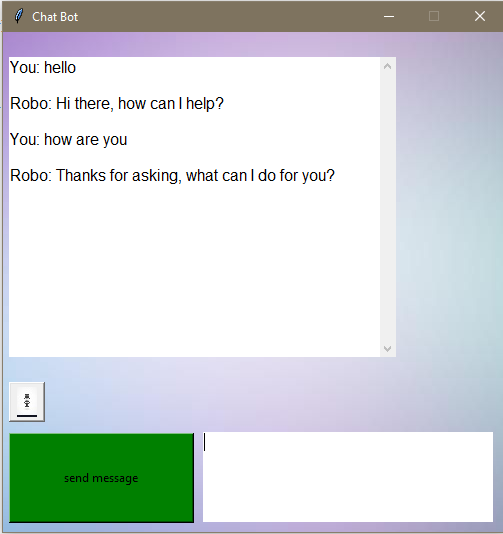 Chat Bot
You: hello
Robo: Hi there, how can I help?
You: how are you
Robo: Thanks for asking, what can I do for you?
send message